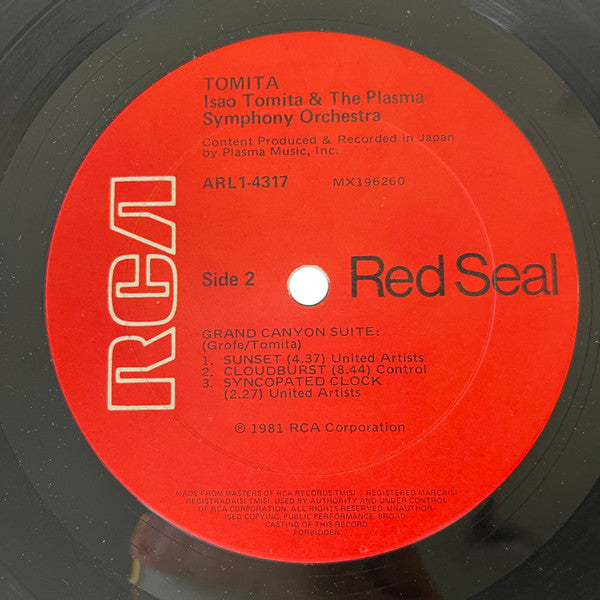 TOMITA
Isao Tomita & The Plasma
Symphony Orchestra
Content Produced & Recorded in Japan
by Plasma Music, Inc.
ARL1-4317 MX196260
RCA
Side 2
Red Seal
GRAND CANYON SUITE:
(Grofe/Tomita)
1. SUNSET (4.37) United Artists
2. CLOUDBURST (8.44) Control
3. SYNCOPATED CLOCK
(2.27) United Artists
℗ 1981 RCA Corporation
MADE FROM MASTERS OF RCA RECORDS TM(S) | REGISTERED MARCA(S)
REGISTRADA(S) TM(S). USED BY AUTHORITY AND UNDER CONTROL
OF RCA CORPORATION. ALL RIGHTS RESERVED. UNAUTHOR-
ISED COPYING, PUBLIC PERFORMANCE, BROAD-
CASTING OF THIS RECORD
FORBIDDEN